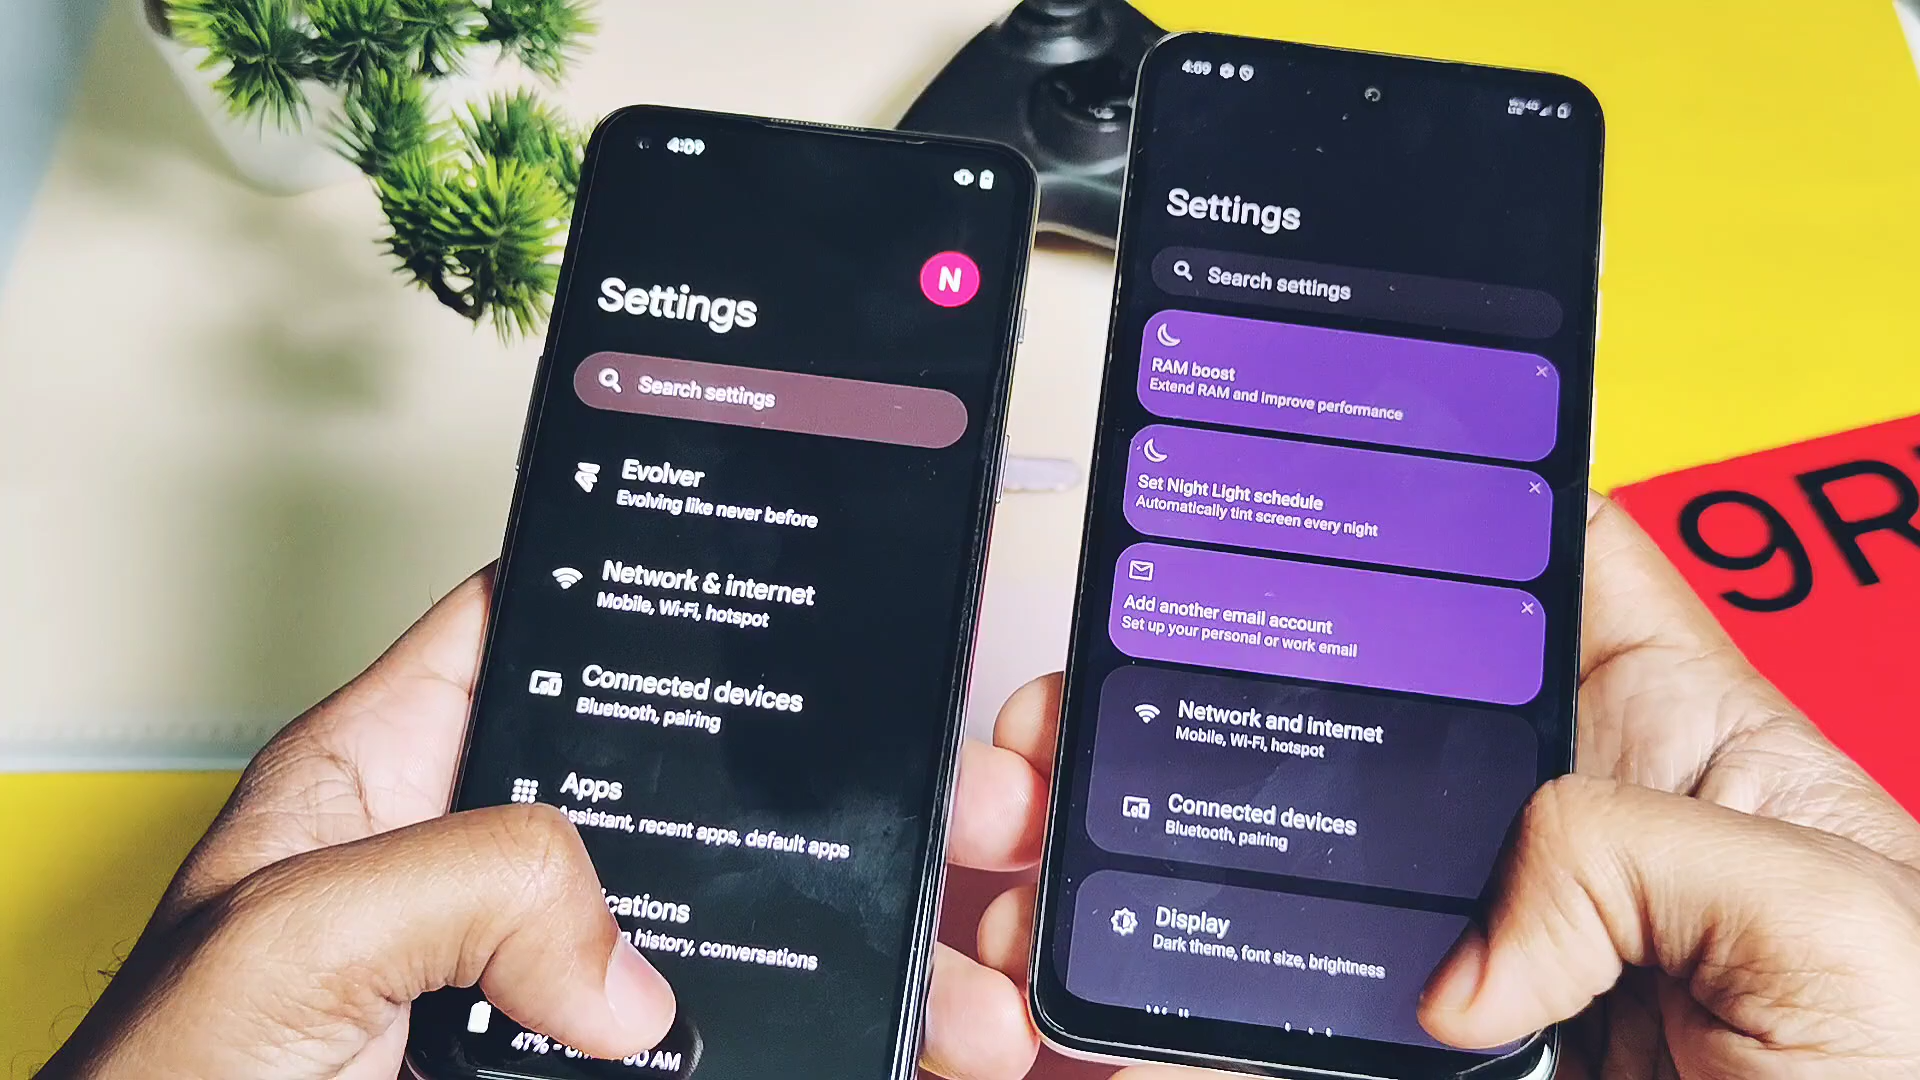 4:09
N
Settings
Search settings
Evolver
Evolving like never before
Network & internet
Mobile, Wi-Fi, hotspot
Connected devices
Bluetooth, pairing
Apps
Assistant, recent apps, default apps
ications
history, conversations
47% -
AM
4:09
4G
Settings
Search settings
RAM boost
Extend RAM and improve performance
Set Night Light schedule
Automatically tint screen every night
Add another email account
Set up your personal or work email
Network and internet
Mobile, Wi-Fi, hotspot
Connected devices
Bluetooth, pairing
Display
Dark theme, font size, brightness
9R